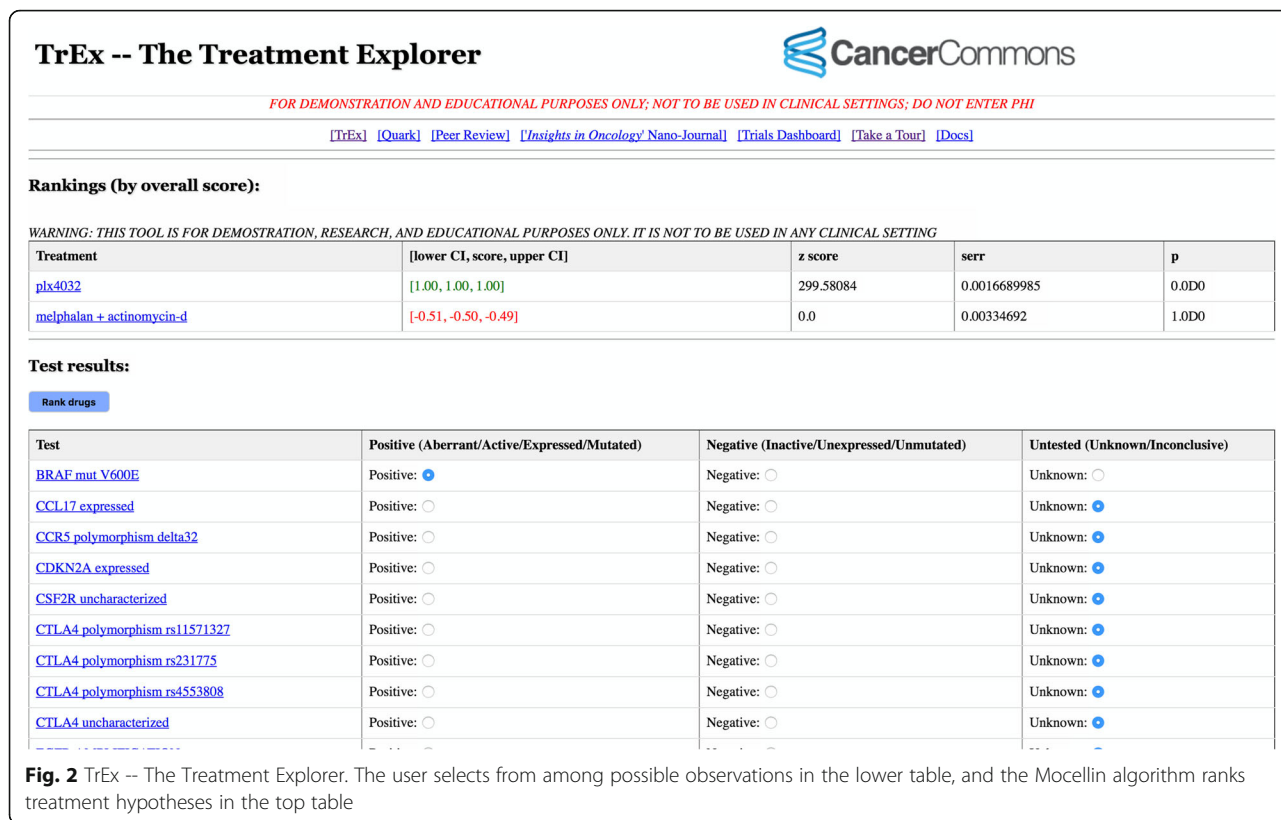 TrEx -- The Treatment Explorer
CancerCommons
FOR DEMONSTRATION AND EDUCATIONAL PURPOSES ONLY; NOT TO BE USED IN CLINICAL SETTINGS; DO NOT ENTER PHI
[TrEx] [Quark] [Peer Review] ['Insights in Oncology' Nano-Journal] [Trials Dashboard] [Take a Tour] [Docs]
Rankings (by overall score):
WARNING: THIS TOOL IS FOR DEMOSTRATION, RESEARCH, AND EDUCATIONAL PURPOSES ONLY. IT IS NOT TO BE USED IN ANY CLINICAL SETTING
Treatment [lower CI, score, upper CI] z score serr p
plx4032 [1.00, 1.00, 1.00] 299.58084 0.0016689985 0.0D0
melphalan + actinomycin-d [-0.51, -0.50, -0.49] 0.0 0.00334692 1.0D0
Test results:
Rank drugs
Test Positive (Aberrant/Active/Expressed/Mutated) Negative (Inactive/Unexpressed/Unmutated) Untested (Unknown/Inconclusive)
BRAF mut V600E Positive: Negative: Unknown:
CCL17 expressed Positive: Negative: Unknown:
CCR5 polymorphism delta32 Positive: Negative: Unknown:
CDKN2A expressed Positive: Negative: Unknown:
CSF2R uncharacterized Positive: Negative: Unknown:
CTLA4 polymorphism rs11571327 Positive: Negative: Unknown:
CTLA4 polymorphism rs231775 Positive: Negative: Unknown:
CTLA4 polymorphism rs4553808 Positive: Negative: Unknown:
CTLA4 uncharacterized Positive: Negative: Unknown:
Fig. 2 TrEx -- The Treatment Explorer. The user selects from among possible observations in the lower table, and the Mocellin algorithm ranks
treatment hypotheses in the top table